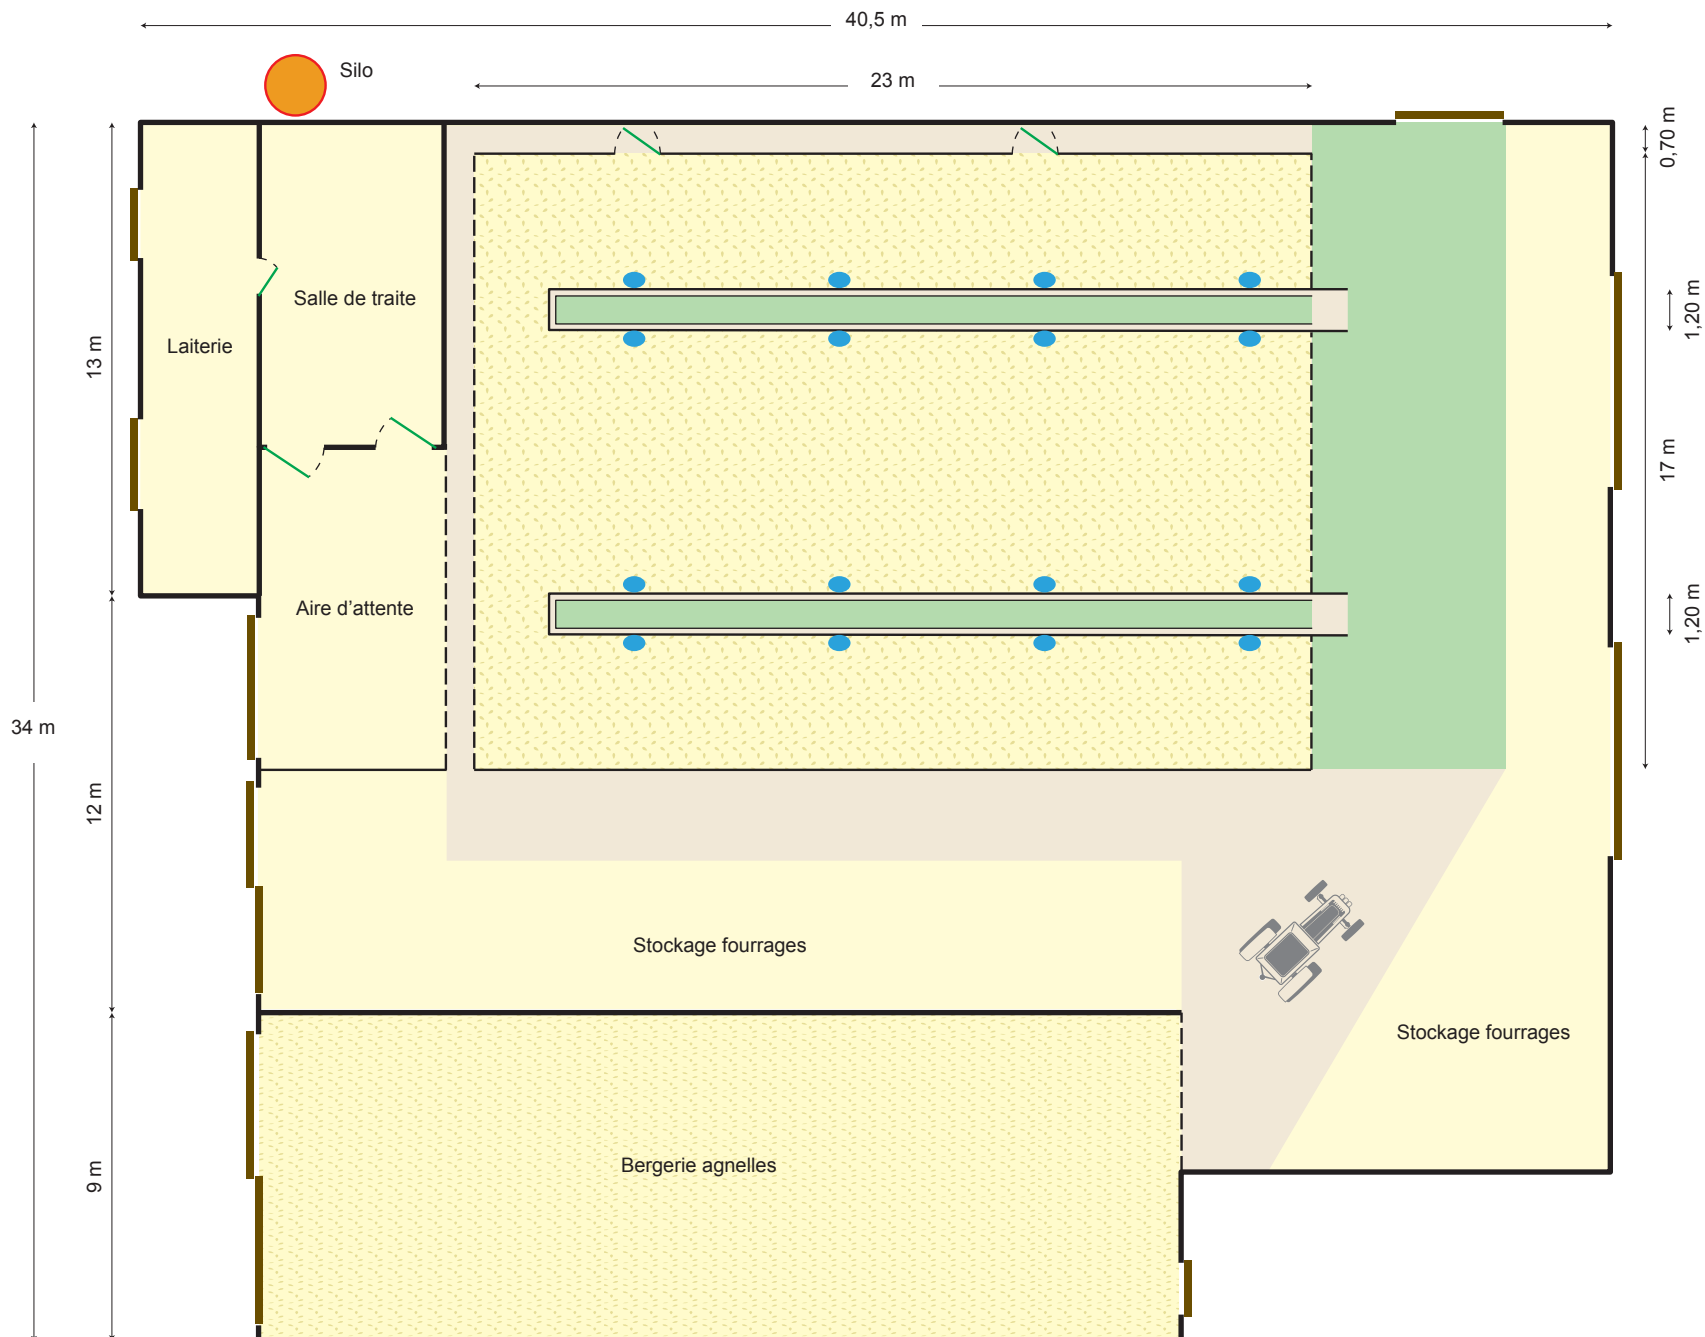 40,5 m
Silo
23 m
0,70 m
1,20 m
Salle de traite
Laiterie
13 m
17 m
Aire d’attente
1,20 m
34 m
12 m
Stockage fourrages
Stockage fourrages
Bergerie agnelles
9 m